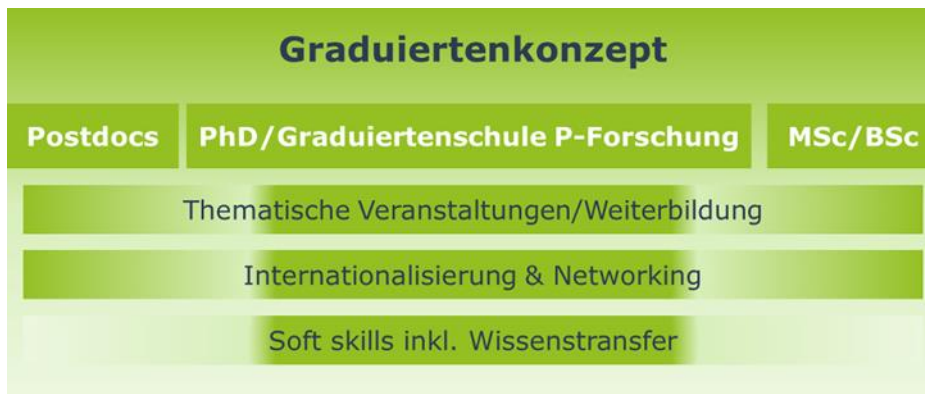 Graduiertenkonzept
Postdocs
PhD/Graduiertenschule P-Forschung
MSc/BSc
Thematische Veranstaltungen/Weiterbildung
Internationalisierung & Networking
Soft skills inkl. Wissenstransfer